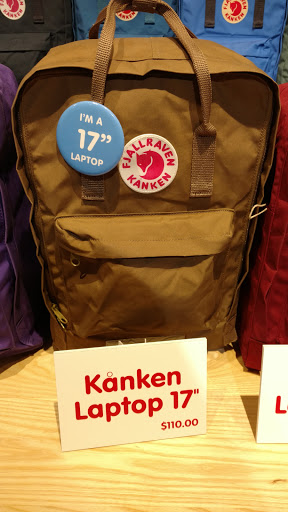 I'M A
17"
LAPTOP
FJÄLLRÄVEN
KÅNKEN
Kånken
Laptop 17"
$110.00
L